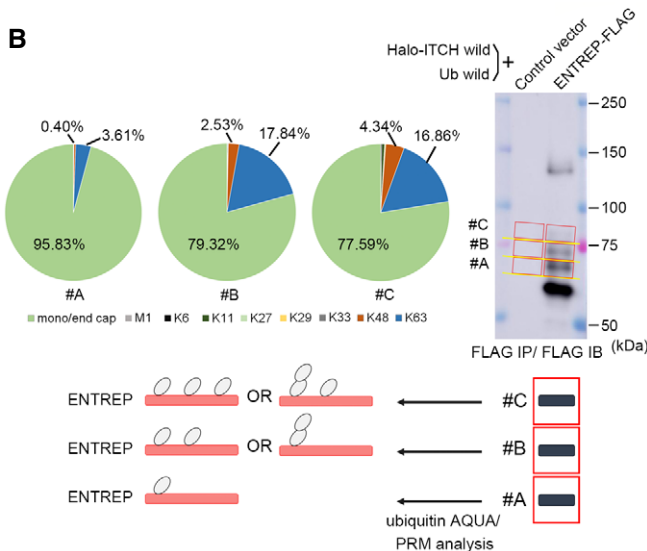 B
Halo-ITCH wild
Ub wild
+
Control vector
ENTREP-FLAG
0.40%
3.61%
95.83%
#A
2.53%
17.84%
79.32%
#B
4.34%
16.86%
77.59%
#C
mono/end cap M1 K6 K11 K27 K29 K33 K48 K63
250
150
100
75
50
(kDa)
#C
#B
#A
FLAG IP/ FLAG IB
ENTREP OR #C
ENTREP OR #B
ENTREP #A
ubiquitin AQUA/
PRM analysis